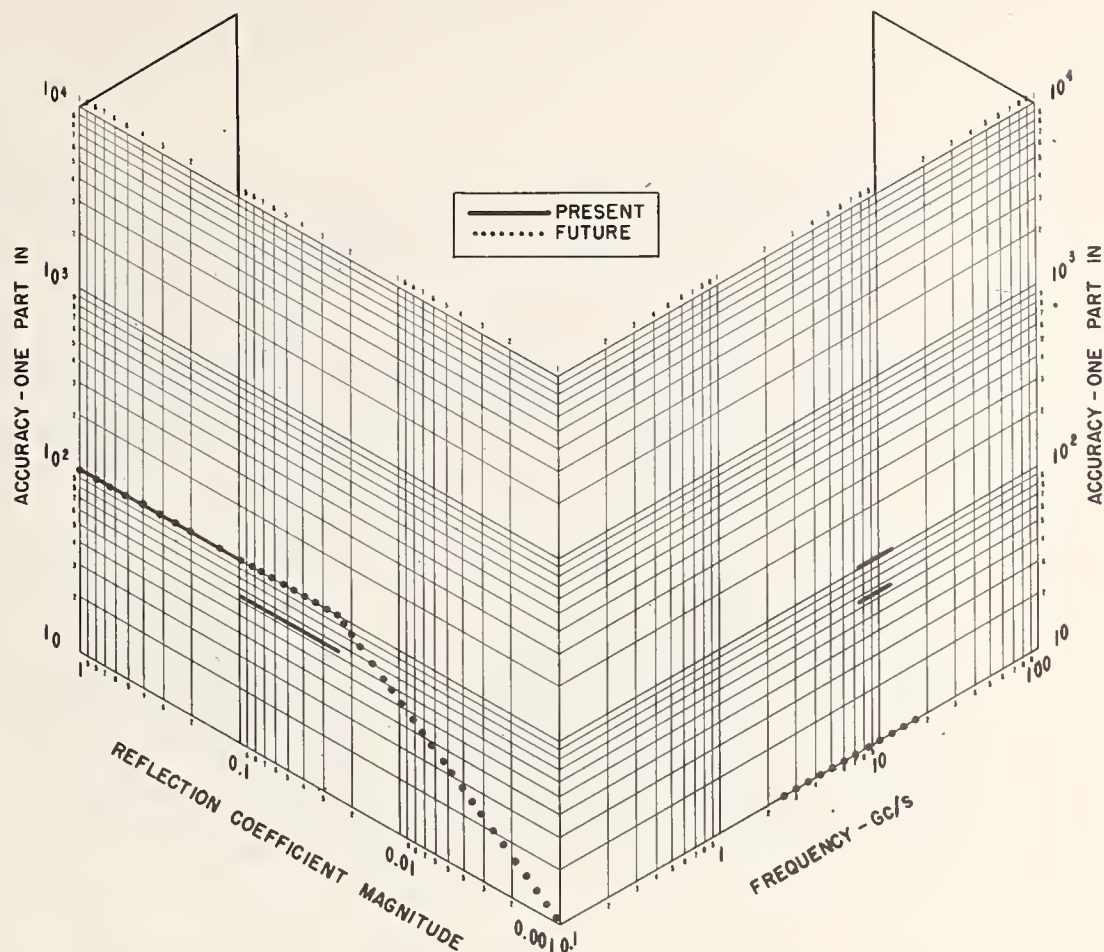 10⁴
10³
10²
10
ACCURACY - ONE PART IN
PRESENT
FUTURE
10⁴
10³
10²
10
ACCURACY - ONE PART IN
1
0.1
0.01
0.001
REFLECTION COEFFICIENT MAGNITUDE
0.1
1
10
100
FREQUENCY - GC/S